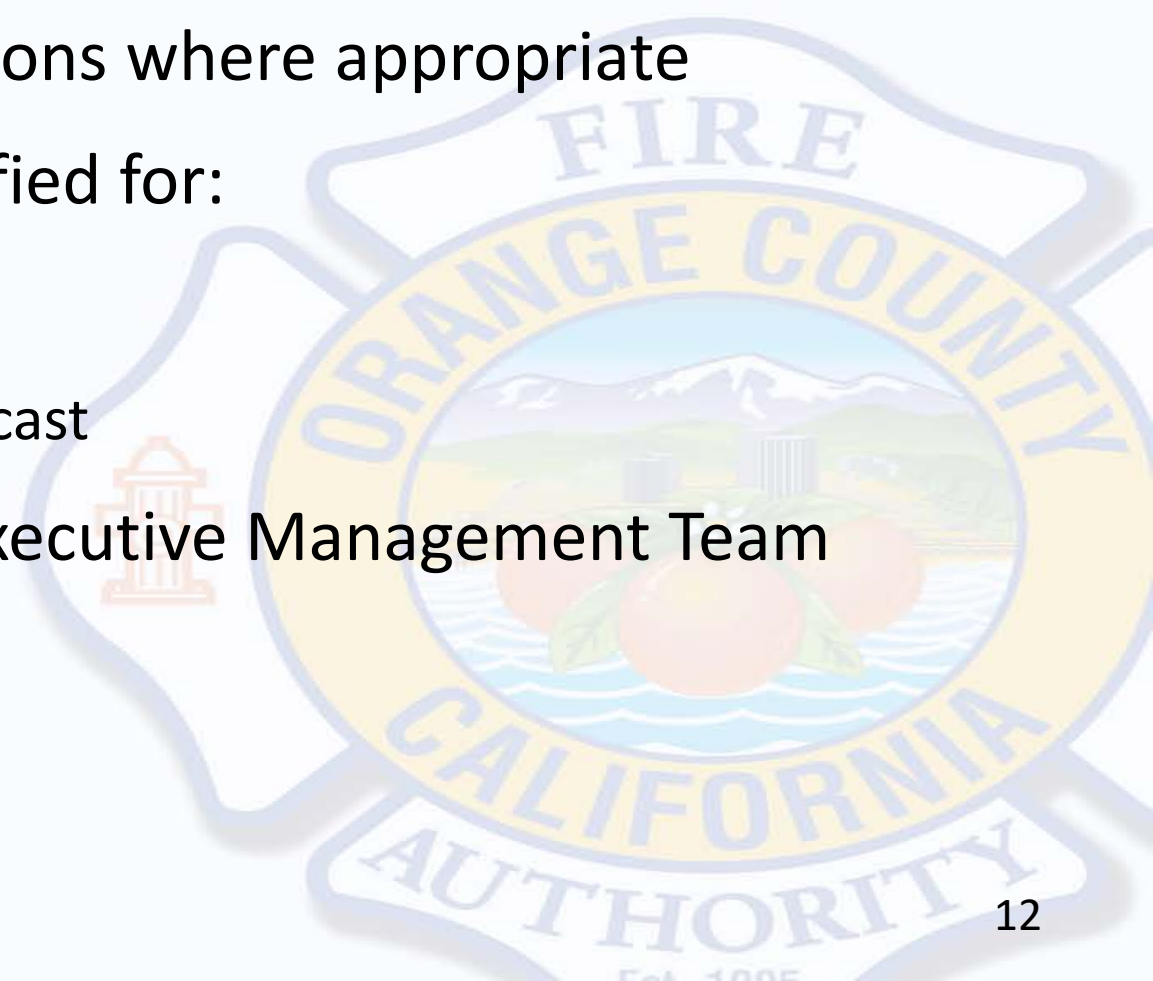 ons where appropriate
fied for:
cast
xecutive Management Team
FIRE
ORANGE COUNTY
CALIFORNIA
AUTHORITY
12